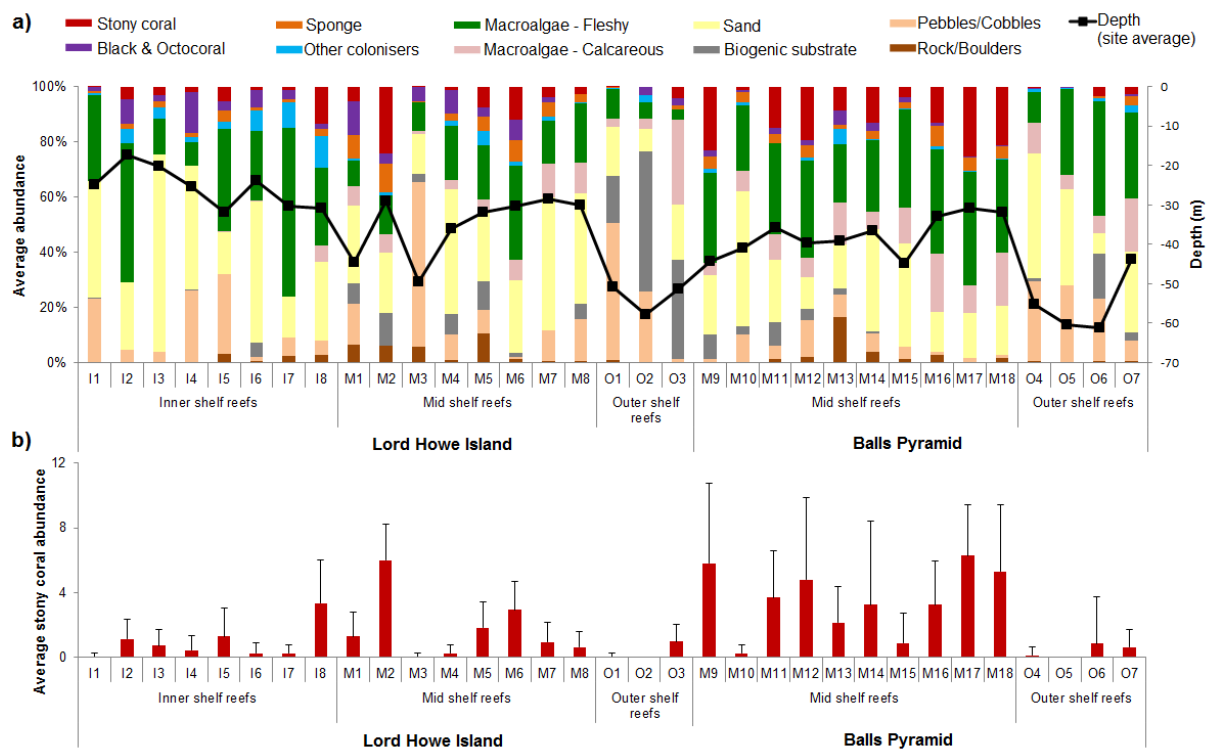 a)
Stony coral
Sponge
Macroalgae - Fleshy
Sand
Pebbles/Cobbles
Depth
(site average)
Black & Octocoral
Other colonisers
Macroalgae - Calcareous
Biogenic substrate
Rock/Boulders
Average abundance
100%
80%
60%
40%
20%
0%
0
-10
-20
-30
-40
-50
-60
-70
Depth (m)
I1 I2 I3 I4 I5 I6 I7 I8 M1 M2 M3 M4 M5 M6 M7 M8 O1 O2 O3 M9 M10 M11 M12 M13 M14 M15 M16 M17 M18 O4 O5 O6 O7
Inner shelf reefs Mid shelf reefs Outer shelf reefs Mid shelf reefs Outer shelf reefs
Lord Howe Island Balls Pyramid
b)
Average stony coral abundance
12
8
4
0
I1 I2 I3 I4 I5 I6 I7 I8 M1 M2 M3 M4 M5 M6 M7 M8 O1 O2 O3 M9 M10 M11 M12 M13 M14 M15 M16 M17 M18 O4 O5 O6 O7
Inner shelf reefs Mid shelf reefs Outer shelf reefs Mid shelf reefs Outer shelf reefs
Lord Howe Island Balls Pyramid